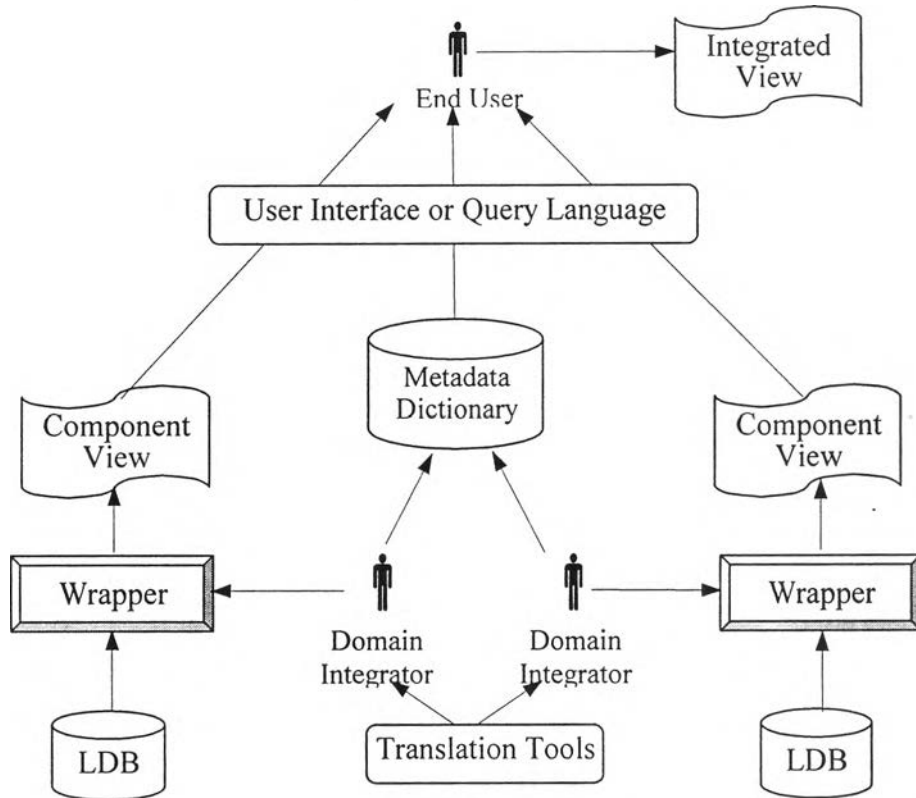 Integrated
View
End User
User Interface or Query Language
Metadata
Dictionary
Component
View
Component
View
Wrapper
Wrapper
Domain
Integrator
Domain
Integrator
Translation Tools
LDB
LDB